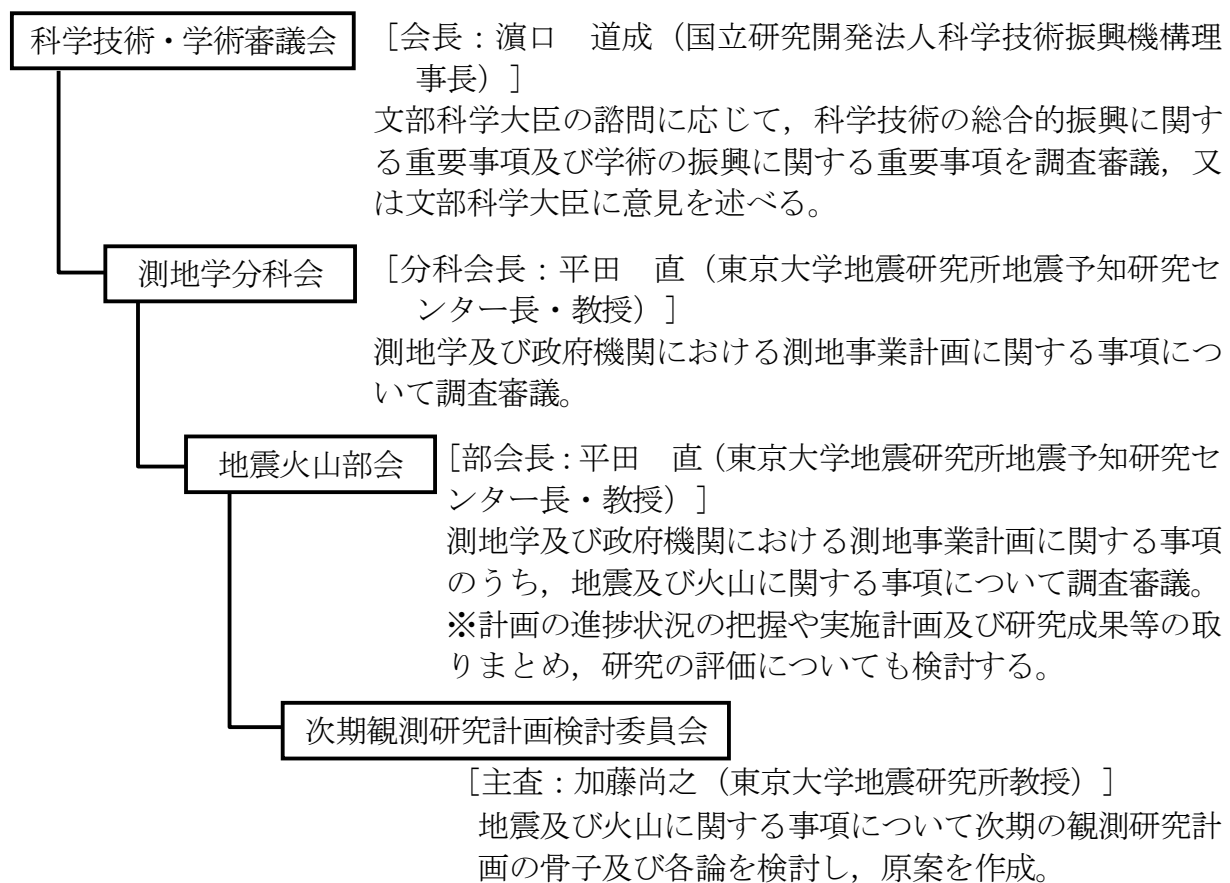 科学技術・学術審議会
［会長：濵口　道成（国立研究開発法人科学技術振興機構理
事長）］
文部科学大臣の諮問に応じて，科学技術の総合的振興に関す
る重要事項及び学術の振興に関する重要事項を調査審議，又
は文部科学大臣に意見を述べる。
測地学分科会
［分科会長：平田　直（東京大学地震研究所地震予知研究セ
ンター長・教授）］
測地学及び政府機関における測地事業計画に関する事項につ
いて調査審議。
地震火山部会
［部会長：平田　直（東京大学地震研究所地震予知研究セ
ンター長・教授）］
測地学及び政府機関における測地事業計画に関する事項
のうち，地震及び火山に関する事項について調査審議。
※計画の進捗状況の把握や実施計画及び研究成果等の取
りまとめ，研究の評価についても検討する。
次期観測研究計画検討委員会
［主査：加藤尚之（東京大学地震研究所教授）］
地震及び火山に関する事項について次期の観測研究計
画の骨子及び各論を検討し，原案を作成。